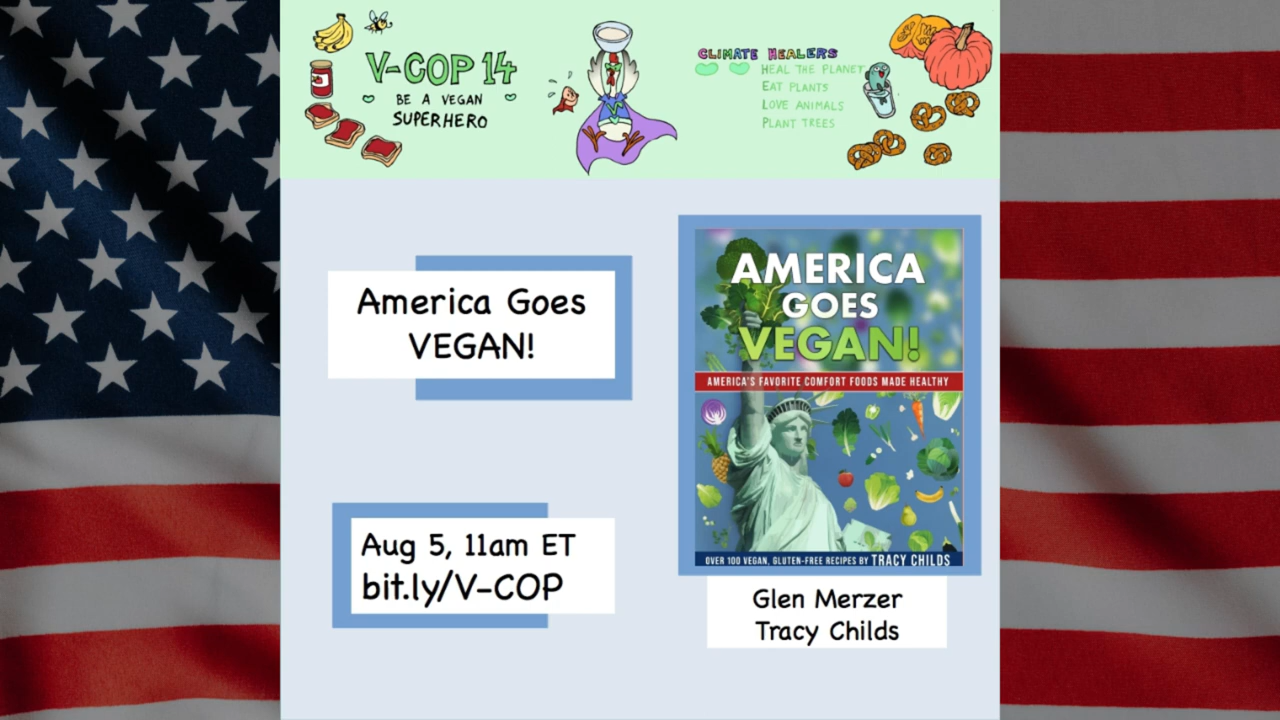 V-COP 14
BE A VEGAN
SUPERHERO
CLIMATE HEALERS
HEAL THE PLANET
EAT PLANTS
LOVE ANIMALS
PLANT TREES
America Goes
VEGAN!
Aug 5, 11am ET
bit.ly/V-COP
AMERICA
GOES
VEGAN!
AMERICA'S FAVORITE COMFORT FOODS MADE HEALTHY
OVER 100 VEGAN, GLUTEN-FREE RECIPES BY TRACY CHILDS
Glen Merzer
Tracy Childs